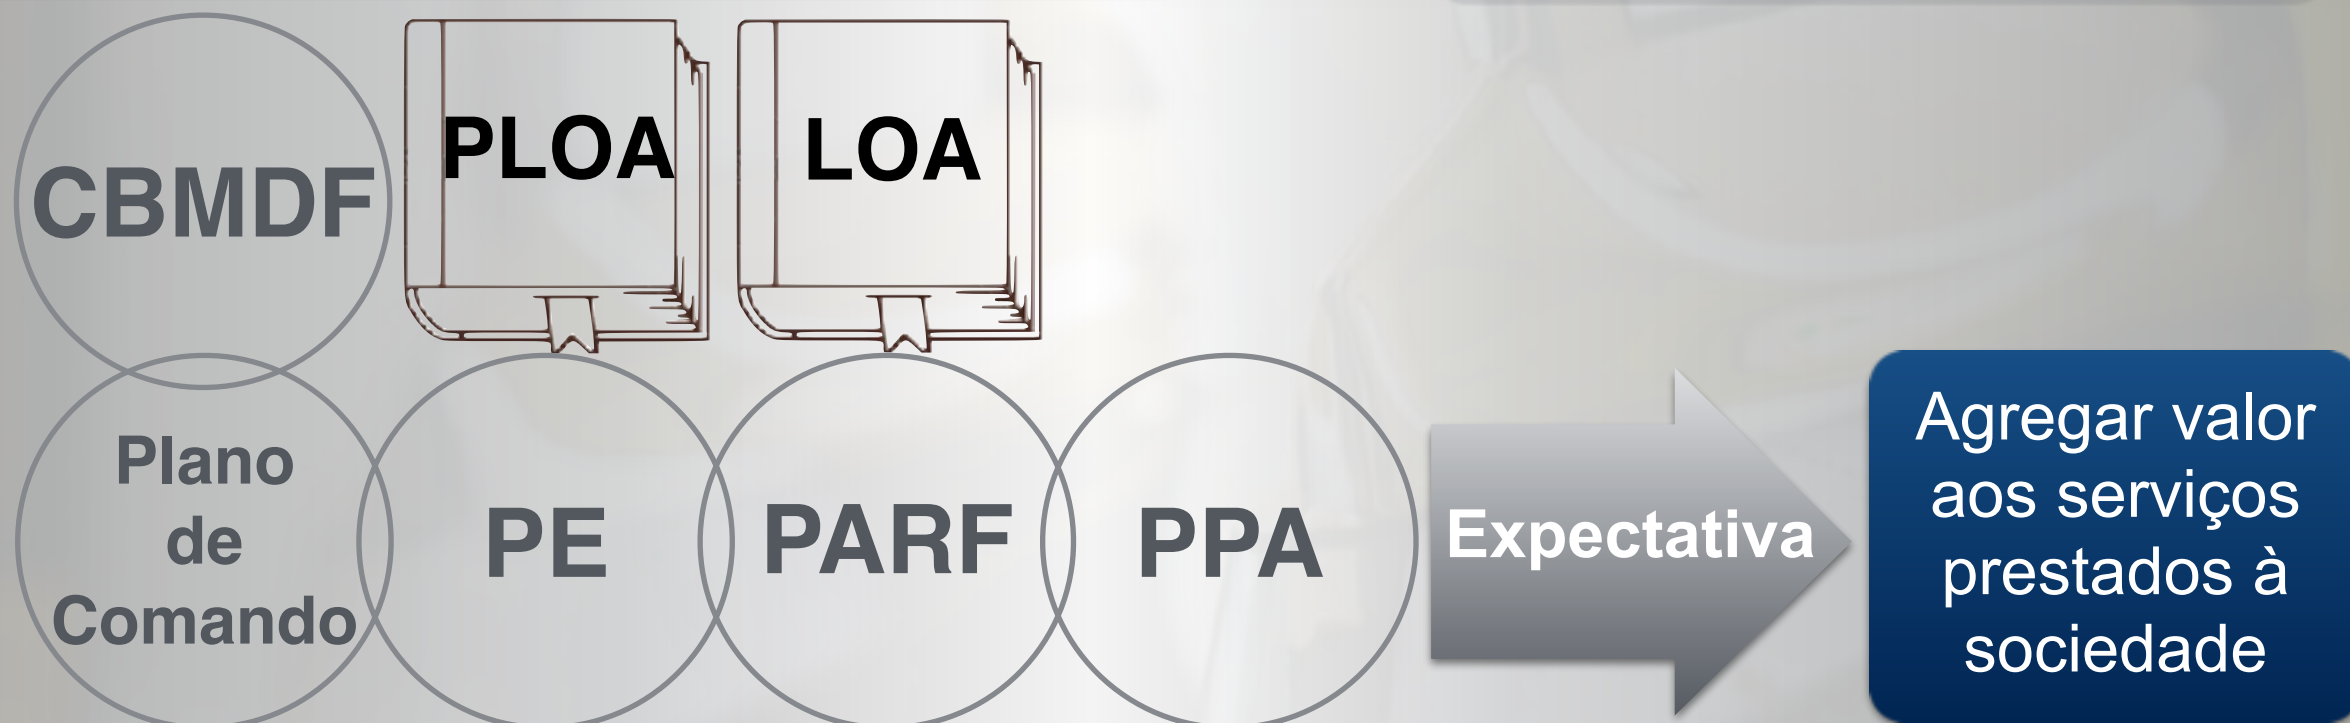 PLOA
LOA
CBMDF
Plano
de
Comando
PE
PARF
PPA
Expectativa
Agregar valor
aos serviços
prestados à
sociedade